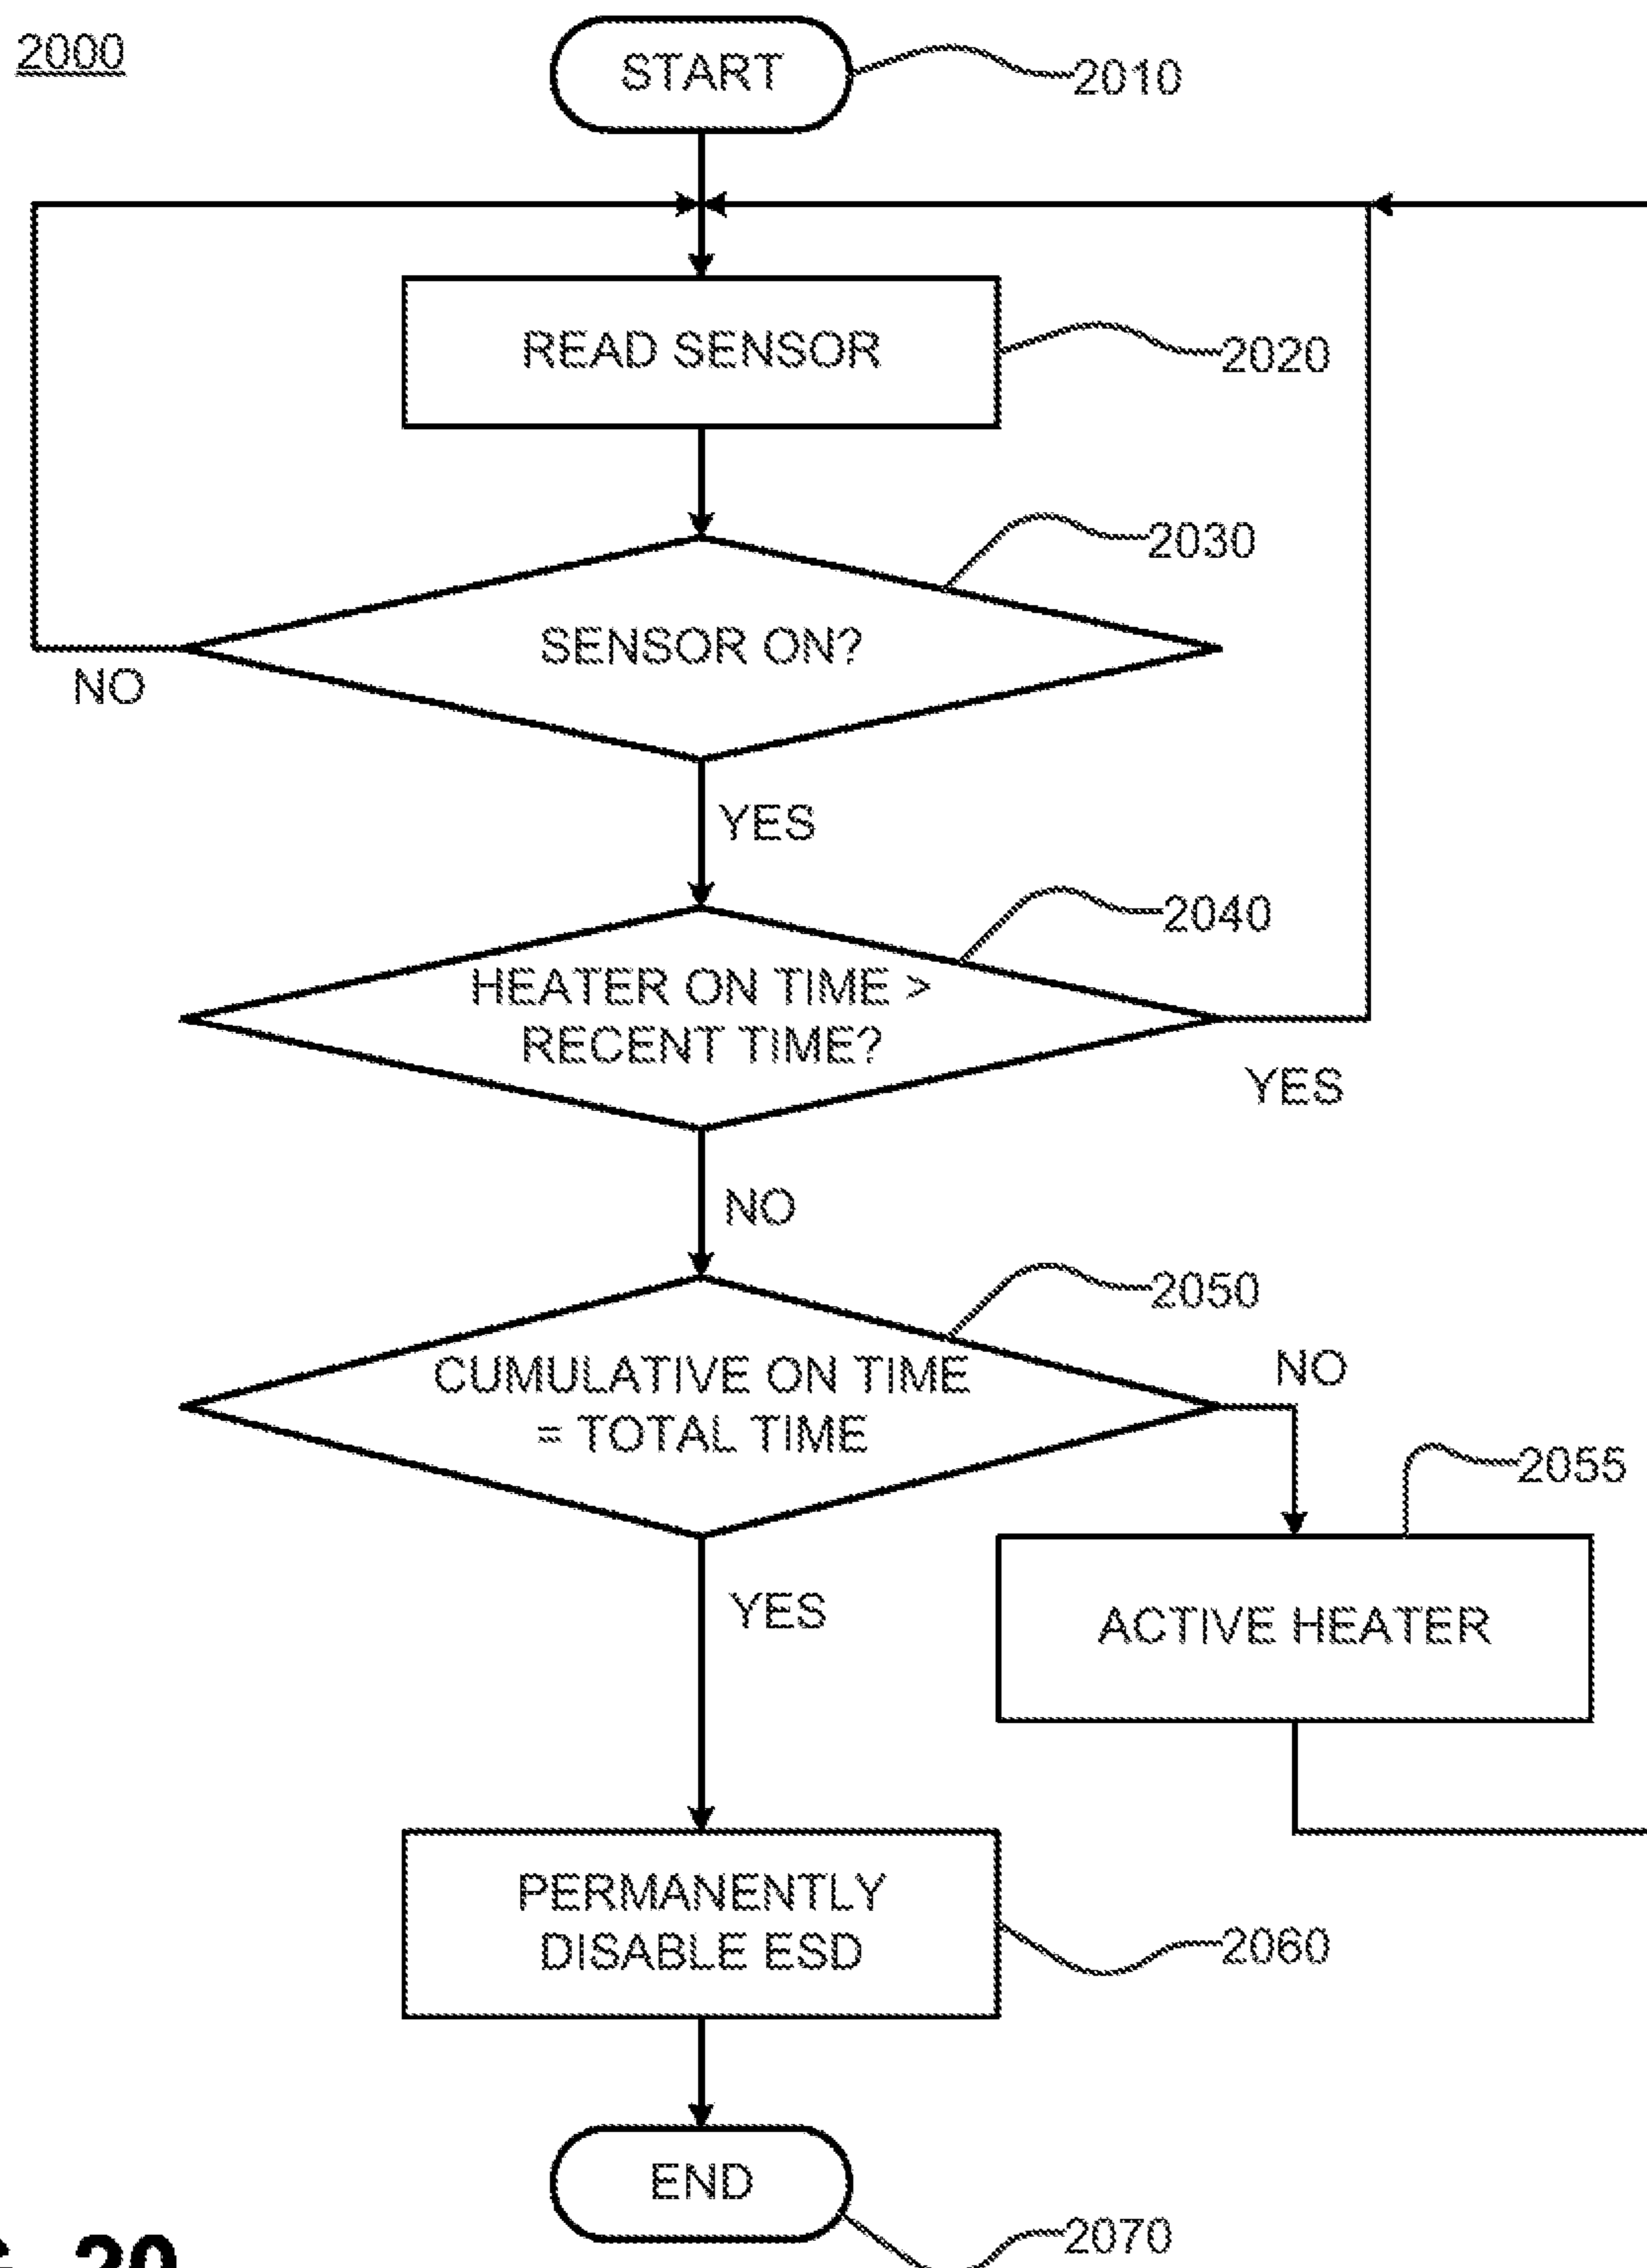 2000
START
2010
READ SENSOR
2020
2030
SENSOR ON?
NO
YES
2040
HEATER ON TIME >
RECENT TIME?
YES
NO
2050
CUMULATIVE ON TIME
= TOTAL TIME
NO
2055
ACTIVE HEATER
YES
PERMANENTLY
DISABLE ESD
2060
END
2070
20